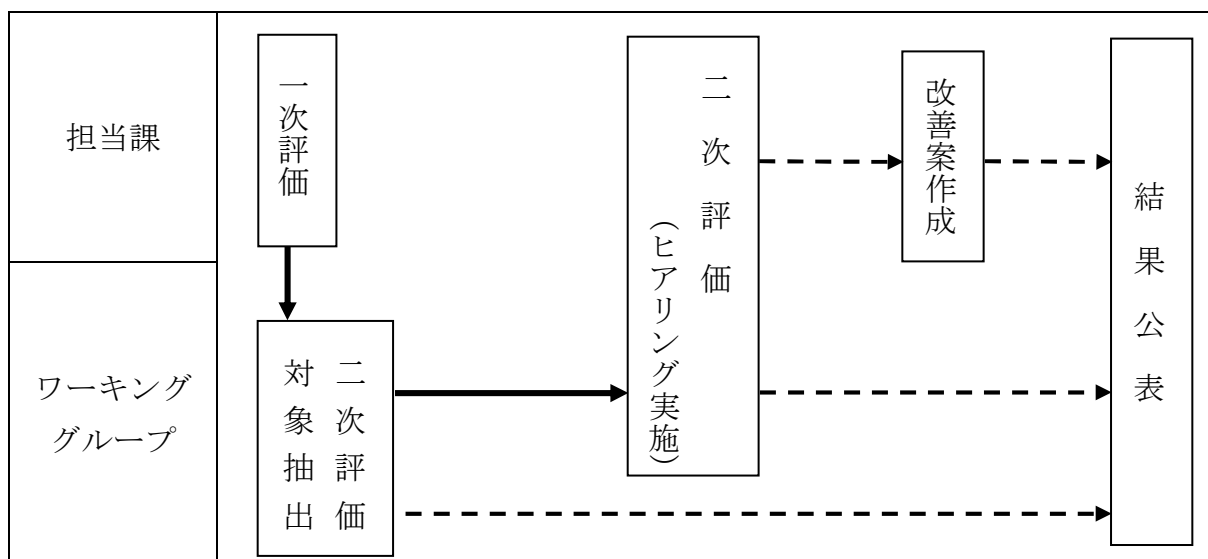 担当課
一次評価
二次評価
(ヒアリング実施)
改善案作成
結果公表
ワーキング
グループ
二次評価
対象抽出